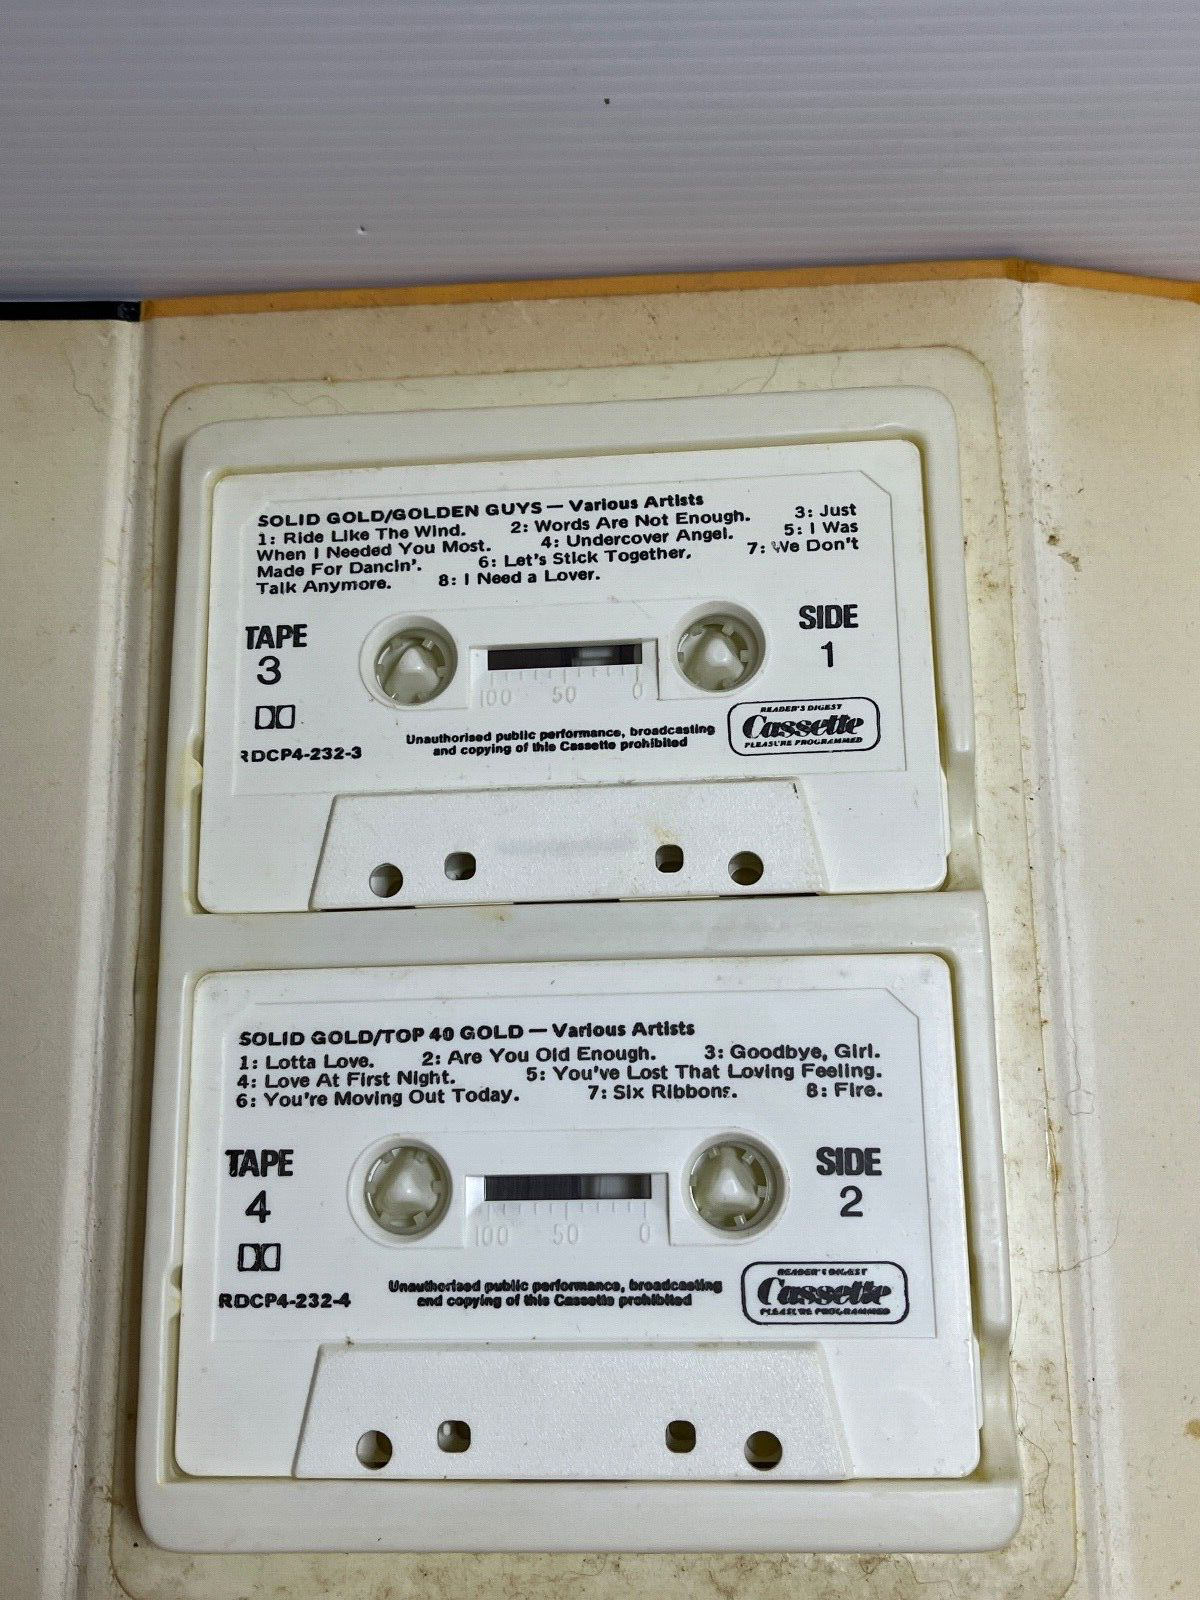 SOLID GOLD/GOLDEN GUYS — Various Artists
1: Ride Like The Wind. 2: Words Are Not Enough. 3: Just
When I Needed You Most. 4: Undercover Angel. 5: I Was
Made For Dancin'. 6: Let's Stick Together. 7: We Don't
Talk Anymore. 8: I Need a Lover.
TAPE
3
SIDE
1
100 50 0
RDCP4-232-3
Unauthorised public performance, broadcasting
and copying of this Cassette prohibited
READER'S DIGEST
Cassette
PLEASURE PROGRAMMED
SOLID GOLD/TOP 40 GOLD — Various Artists
1: Lotta Love. 2: Are You Old Enough. 3: Goodbye, Girl.
4: Love At First Night. 5: You've Lost That Loving Feeling.
6: You're Moving Out Today. 7: Six Ribbons. 8: Fire.
TAPE
4
SIDE
2
100 50 0
RDCP4-232-4
Unauthorised public performance, broadcasting
and copying of this Cassette prohibited
READER'S DIGEST
Cassette
PLEASURE PROGRAMMED